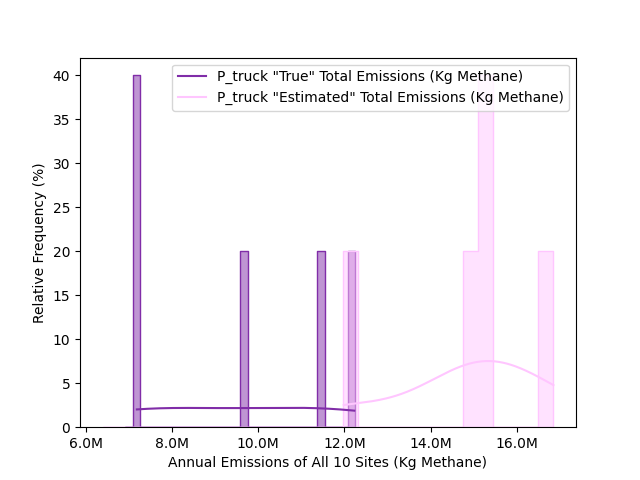 P_truck "True" Total Emissions (Kg Methane)
P_truck "Estimated" Total Emissions (Kg Methane)
Relative Frequency (%)
40
35
30
25
20
15
10
5
0
6.0M 8.0M 10.0M 12.0M 14.0M 16.0M
Annual Emissions of All 10 Sites (Kg Methane)